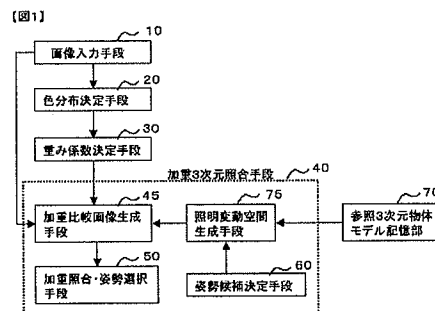 【図1】
10
画像入力手段
20
色分布決定手段
30
重み係数決定手段
加重3次元照合手段
40
45
加重比較画像生成
手段
75
照明変動空間
生成手段
70
参照3次元物体
モデル記憶部
50
加重照合・姿勢選択
手段
60
姿勢候補決定手段